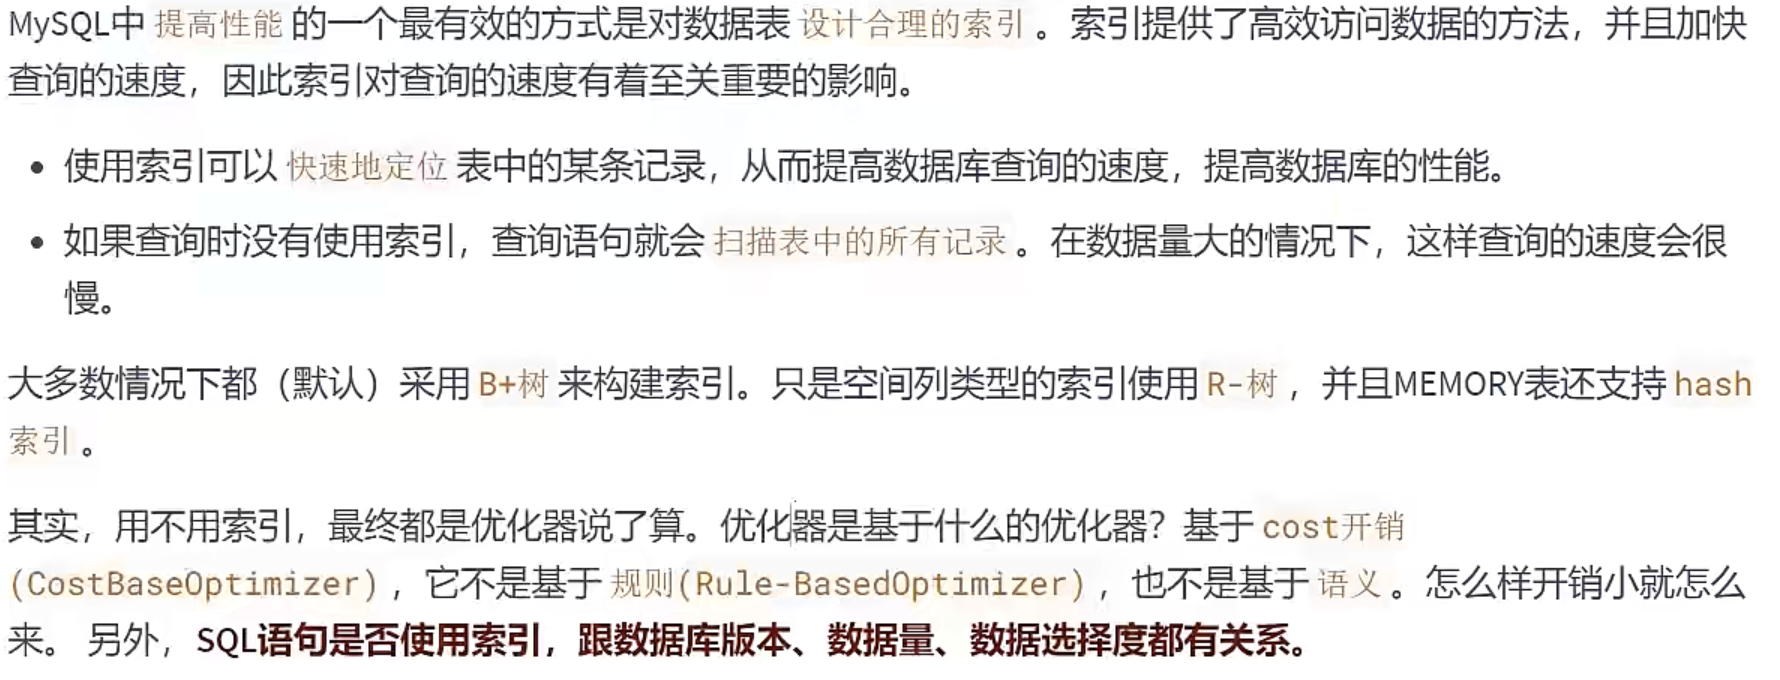 MySQL中 提高性能 的一个最有效的方式是对数据表 设计合理的索引 。索引提供了高效访问数据的方法，并且加快
查询的速度，因此索引对查询的速度有着至关重要的影响。
• 使用索引可以 快速地定位 表中的某条记录，从而提高数据库查询的速度，提高数据库的性能。
• 如果查询时没有使用索引，查询语句就会 扫描表中的所有记录 。在数据量大的情况下，这样查询的速度会很
慢。
大多数情况下都（默认）采用 B+树 来构建索引。只是空间列类型的索引使用 R-树 ，并且MEMORY表还支持 hash
索引 。
其实，用不用索引，最终都是优化器说了算。优化器是基于什么的优化器？基于 cost开销
(CostBaseOptimizer) ，它不是基于 规则(Rule-BasedOptimizer) ，也不是基于 语义 。怎么样开销小就怎么
来。 另外，SQL语句是否使用索引，跟数据库版本、数据量、数据选择度都有关系。